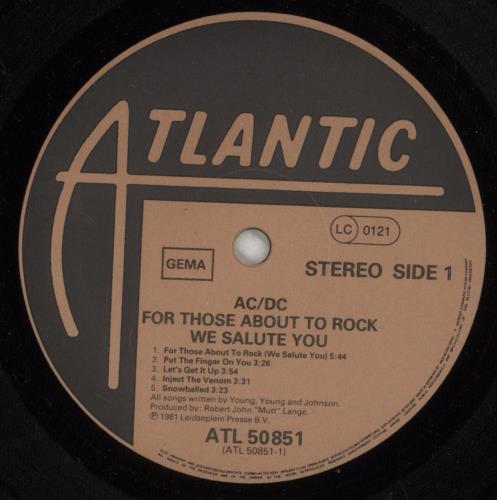 ATLANTIC
LC 0121
GEMA
STEREO SIDE 1
AC/DC
FOR THOSE ABOUT TO ROCK
WE SALUTE YOU
1. For Those About To Rock (We Salute You) 5:44
2. Put The Finger On You 3:26
3. Let's Get It Up 3:54
4. Inject The Venom 3:31
5. Snowballed 3:23
All songs written by Young, Young and Johnson.
Produced by: Robert John "Mutt" Lange.
℗ 1981 Leidseplein Presse B.V.
ATL 50 851
(ATL 50851-1)